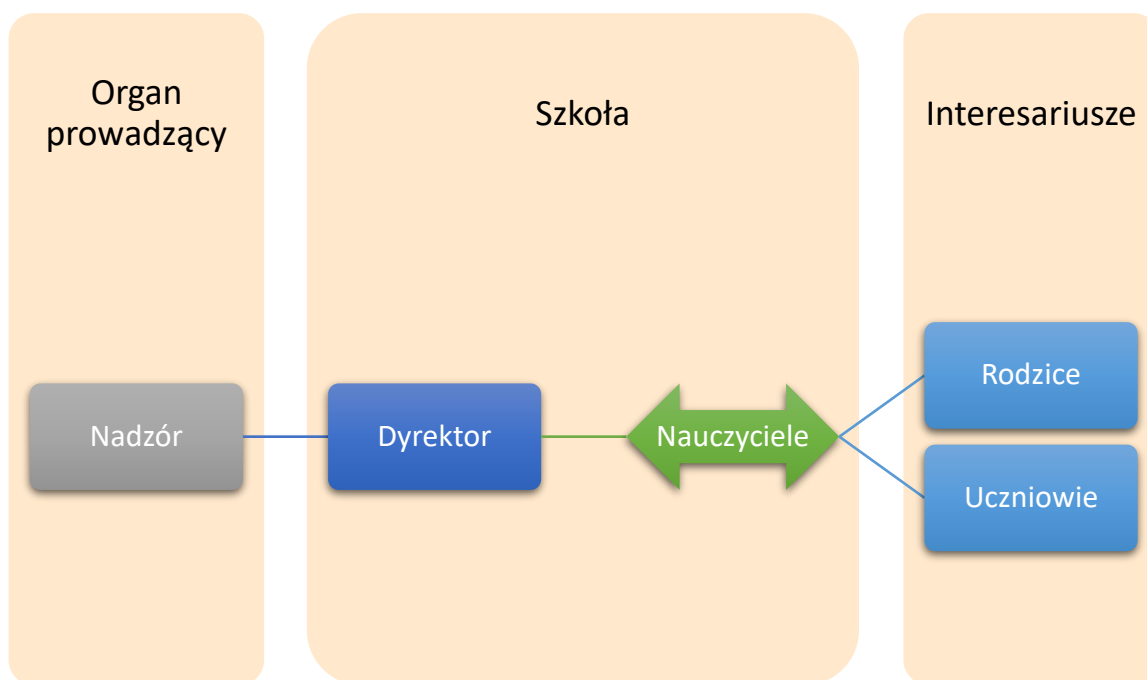 Organ
prowadzący
Szkoła
Interesariusze
Nadzór
Dyrektor
Nauczyciele
Rodzice
Uczniowie